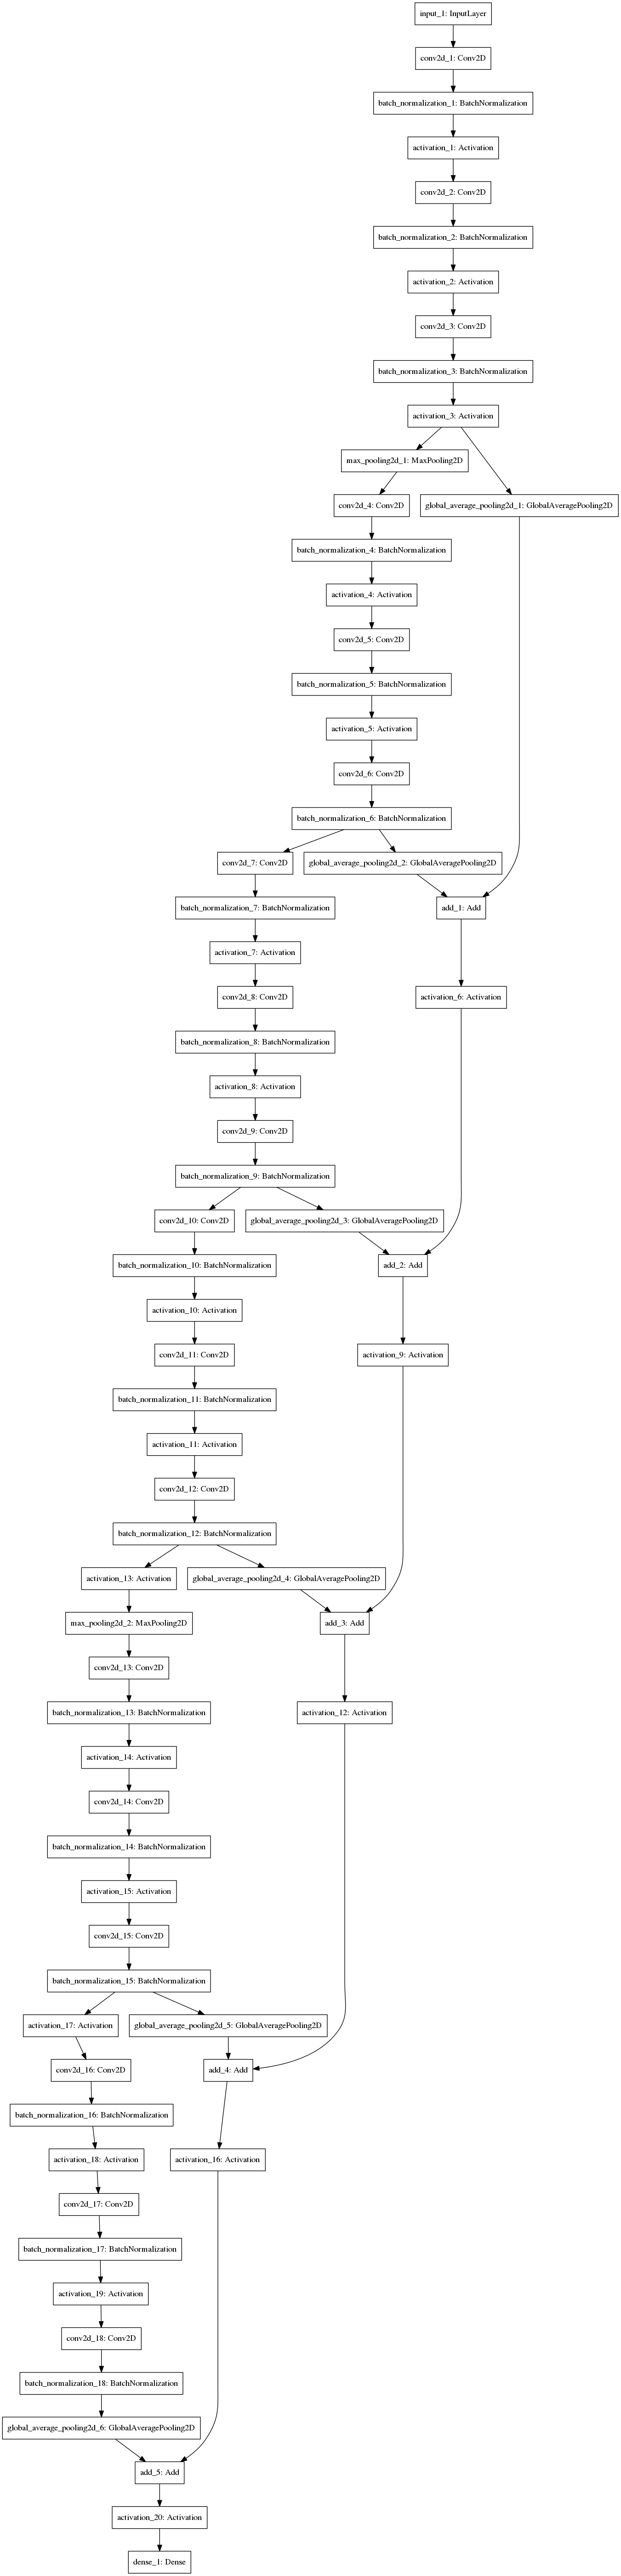 input_1: InputLayer
conv2d_1: Conv2D
batch_normalization_1: BatchNormalization
activation_1: Activation
conv2d_2: Conv2D
batch_normalization_2: BatchNormalization
activation_2: Activation
conv2d_3: Conv2D
batch_normalization_3: BatchNormalization
activation_3: Activation
max_pooling2d_1: MaxPooling2D
conv2d_4: Conv2D
global_average_pooling2d_1: GlobalAveragePooling2D
batch_normalization_4: BatchNormalization
activation_4: Activation
conv2d_5: Conv2D
batch_normalization_5: BatchNormalization
activation_5: Activation
conv2d_6: Conv2D
batch_normalization_6: BatchNormalization
conv2d_7: Conv2D
global_average_pooling2d_2: GlobalAveragePooling2D
batch_normalization_7: BatchNormalization
add_1: Add
activation_7: Activation
conv2d_8: Conv2D
activation_6: Activation
batch_normalization_8: BatchNormalization
activation_8: Activation
conv2d_9: Conv2D
batch_normalization_9: BatchNormalization
conv2d_10: Conv2D
global_average_pooling2d_3: GlobalAveragePooling2D
batch_normalization_10: BatchNormalization
add_2: Add
activation_10: Activation
conv2d_11: Conv2D
activation_9: Activation
batch_normalization_11: BatchNormalization
activation_11: Activation
conv2d_12: Conv2D
batch_normalization_12: BatchNormalization
activation_13: Activation
global_average_pooling2d_4: GlobalAveragePooling2D
max_pooling2d_2: MaxPooling2D
add_3: Add
conv2d_13: Conv2D
batch_normalization_13: BatchNormalization
activation_12: Activation
activation_14: Activation
conv2d_14: Conv2D
batch_normalization_14: BatchNormalization
activation_15: Activation
conv2d_15: Conv2D
batch_normalization_15: BatchNormalization
activation_17: Activation
global_average_pooling2d_5: GlobalAveragePooling2D
conv2d_16: Conv2D
add_4: Add
batch_normalization_16: BatchNormalization
activation_18: Activation
activation_16: Activation
conv2d_17: Conv2D
batch_normalization_17: BatchNormalization
activation_19: Activation
conv2d_18: Conv2D
batch_normalization_18: BatchNormalization
global_average_pooling2d_6: GlobalAveragePooling2D
add_5: Add
activation_20: Activation
dense_1: Dense